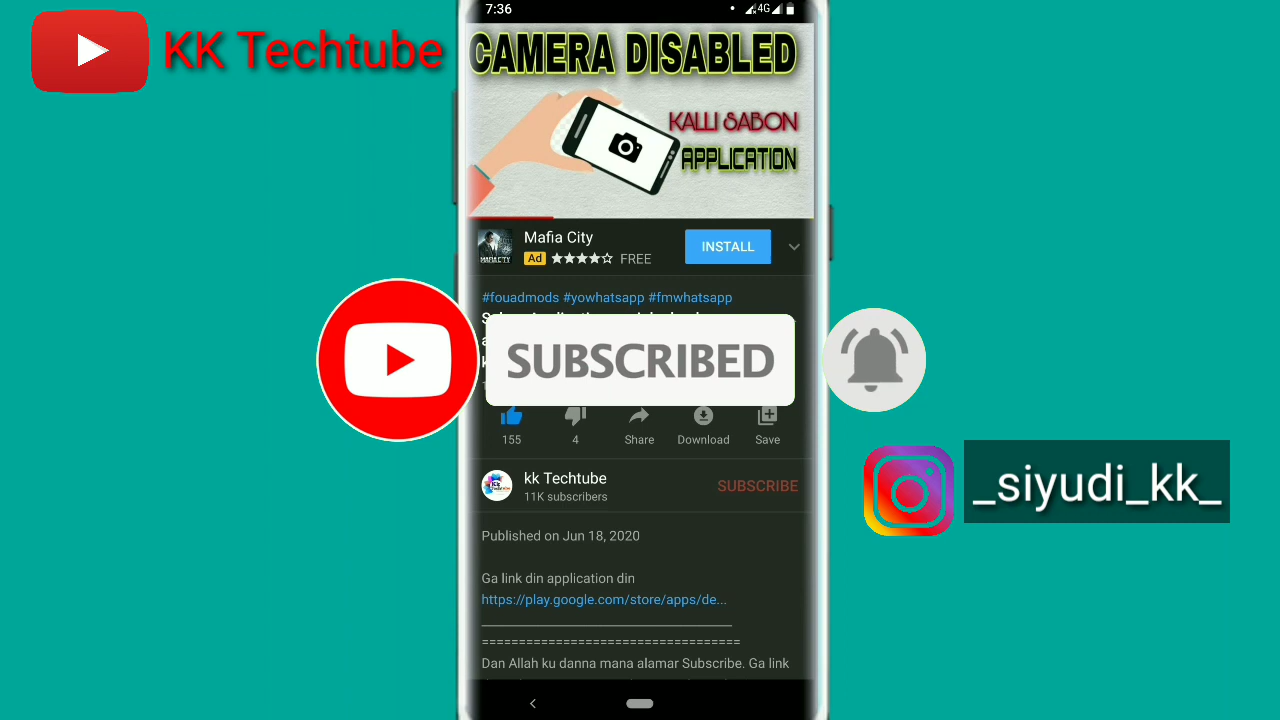 KK Techtube
7:36
4G
CAMERA DISABLED
KALLI SABON
APPLICATION
Mafia City
Ad
FREE
INSTALL
MAFIA CITY
#fouadmods #yowhatsapp #fmwhatsapp
SUBSCRIBED
155
4
Share
Download
Save
kk Techtube
11K subscribers
SUBSCRIBE
_siyudi_kk_
Published on Jun 18, 2020
Ga link din application din
https://play.google.com/store/apps/de...
Dan Allah ku danna mana alamar Subscribe. Ga link